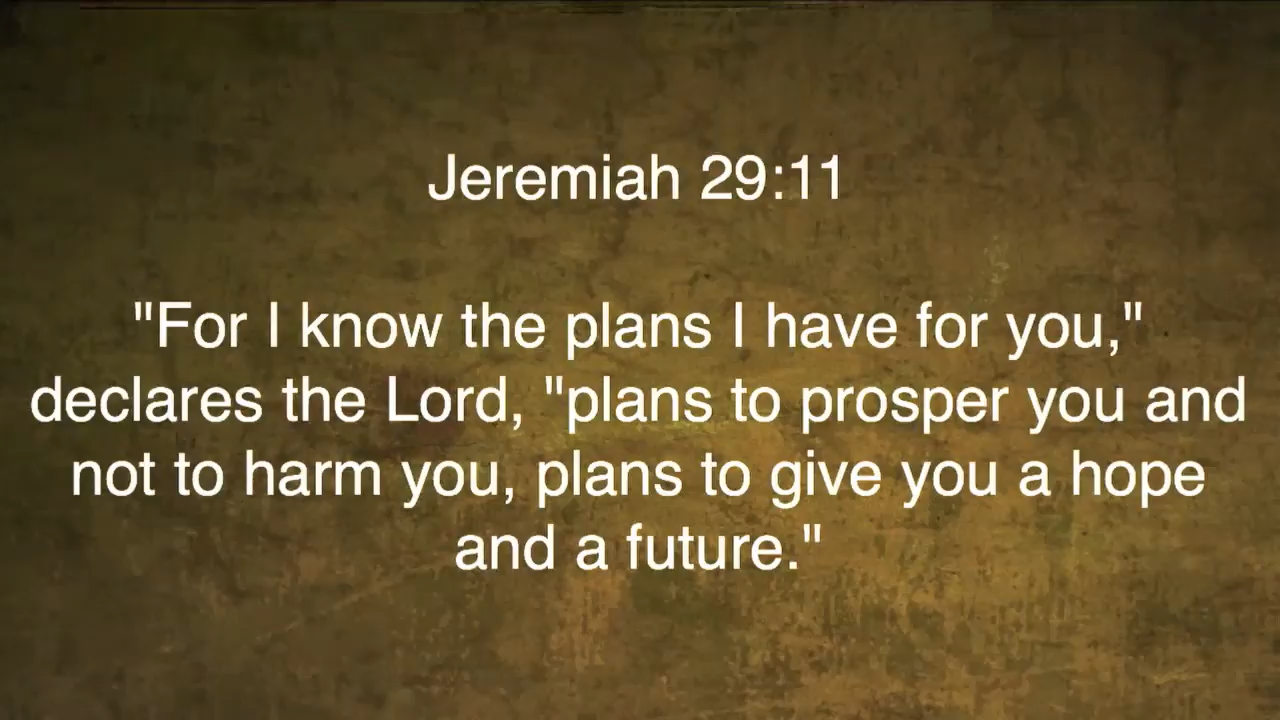 Jeremiah 29:11
"For I know the plans I have for you,"
declares the Lord, "plans to prosper you and
not to harm you, plans to give you a hope
and a future."